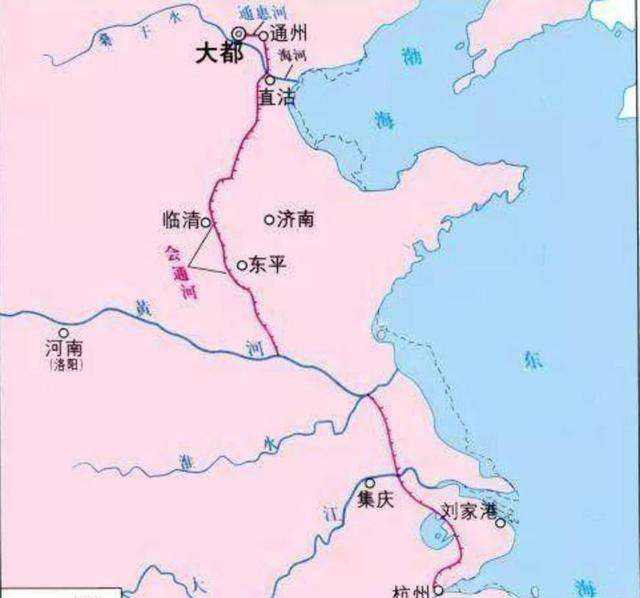 通惠河
桑干水
通州
大都
渤海
直沽
临清
济南
会通河
东平
黄河
河南
(洛阳)
东海
淮水
集庆
刘家港
大江
杭州